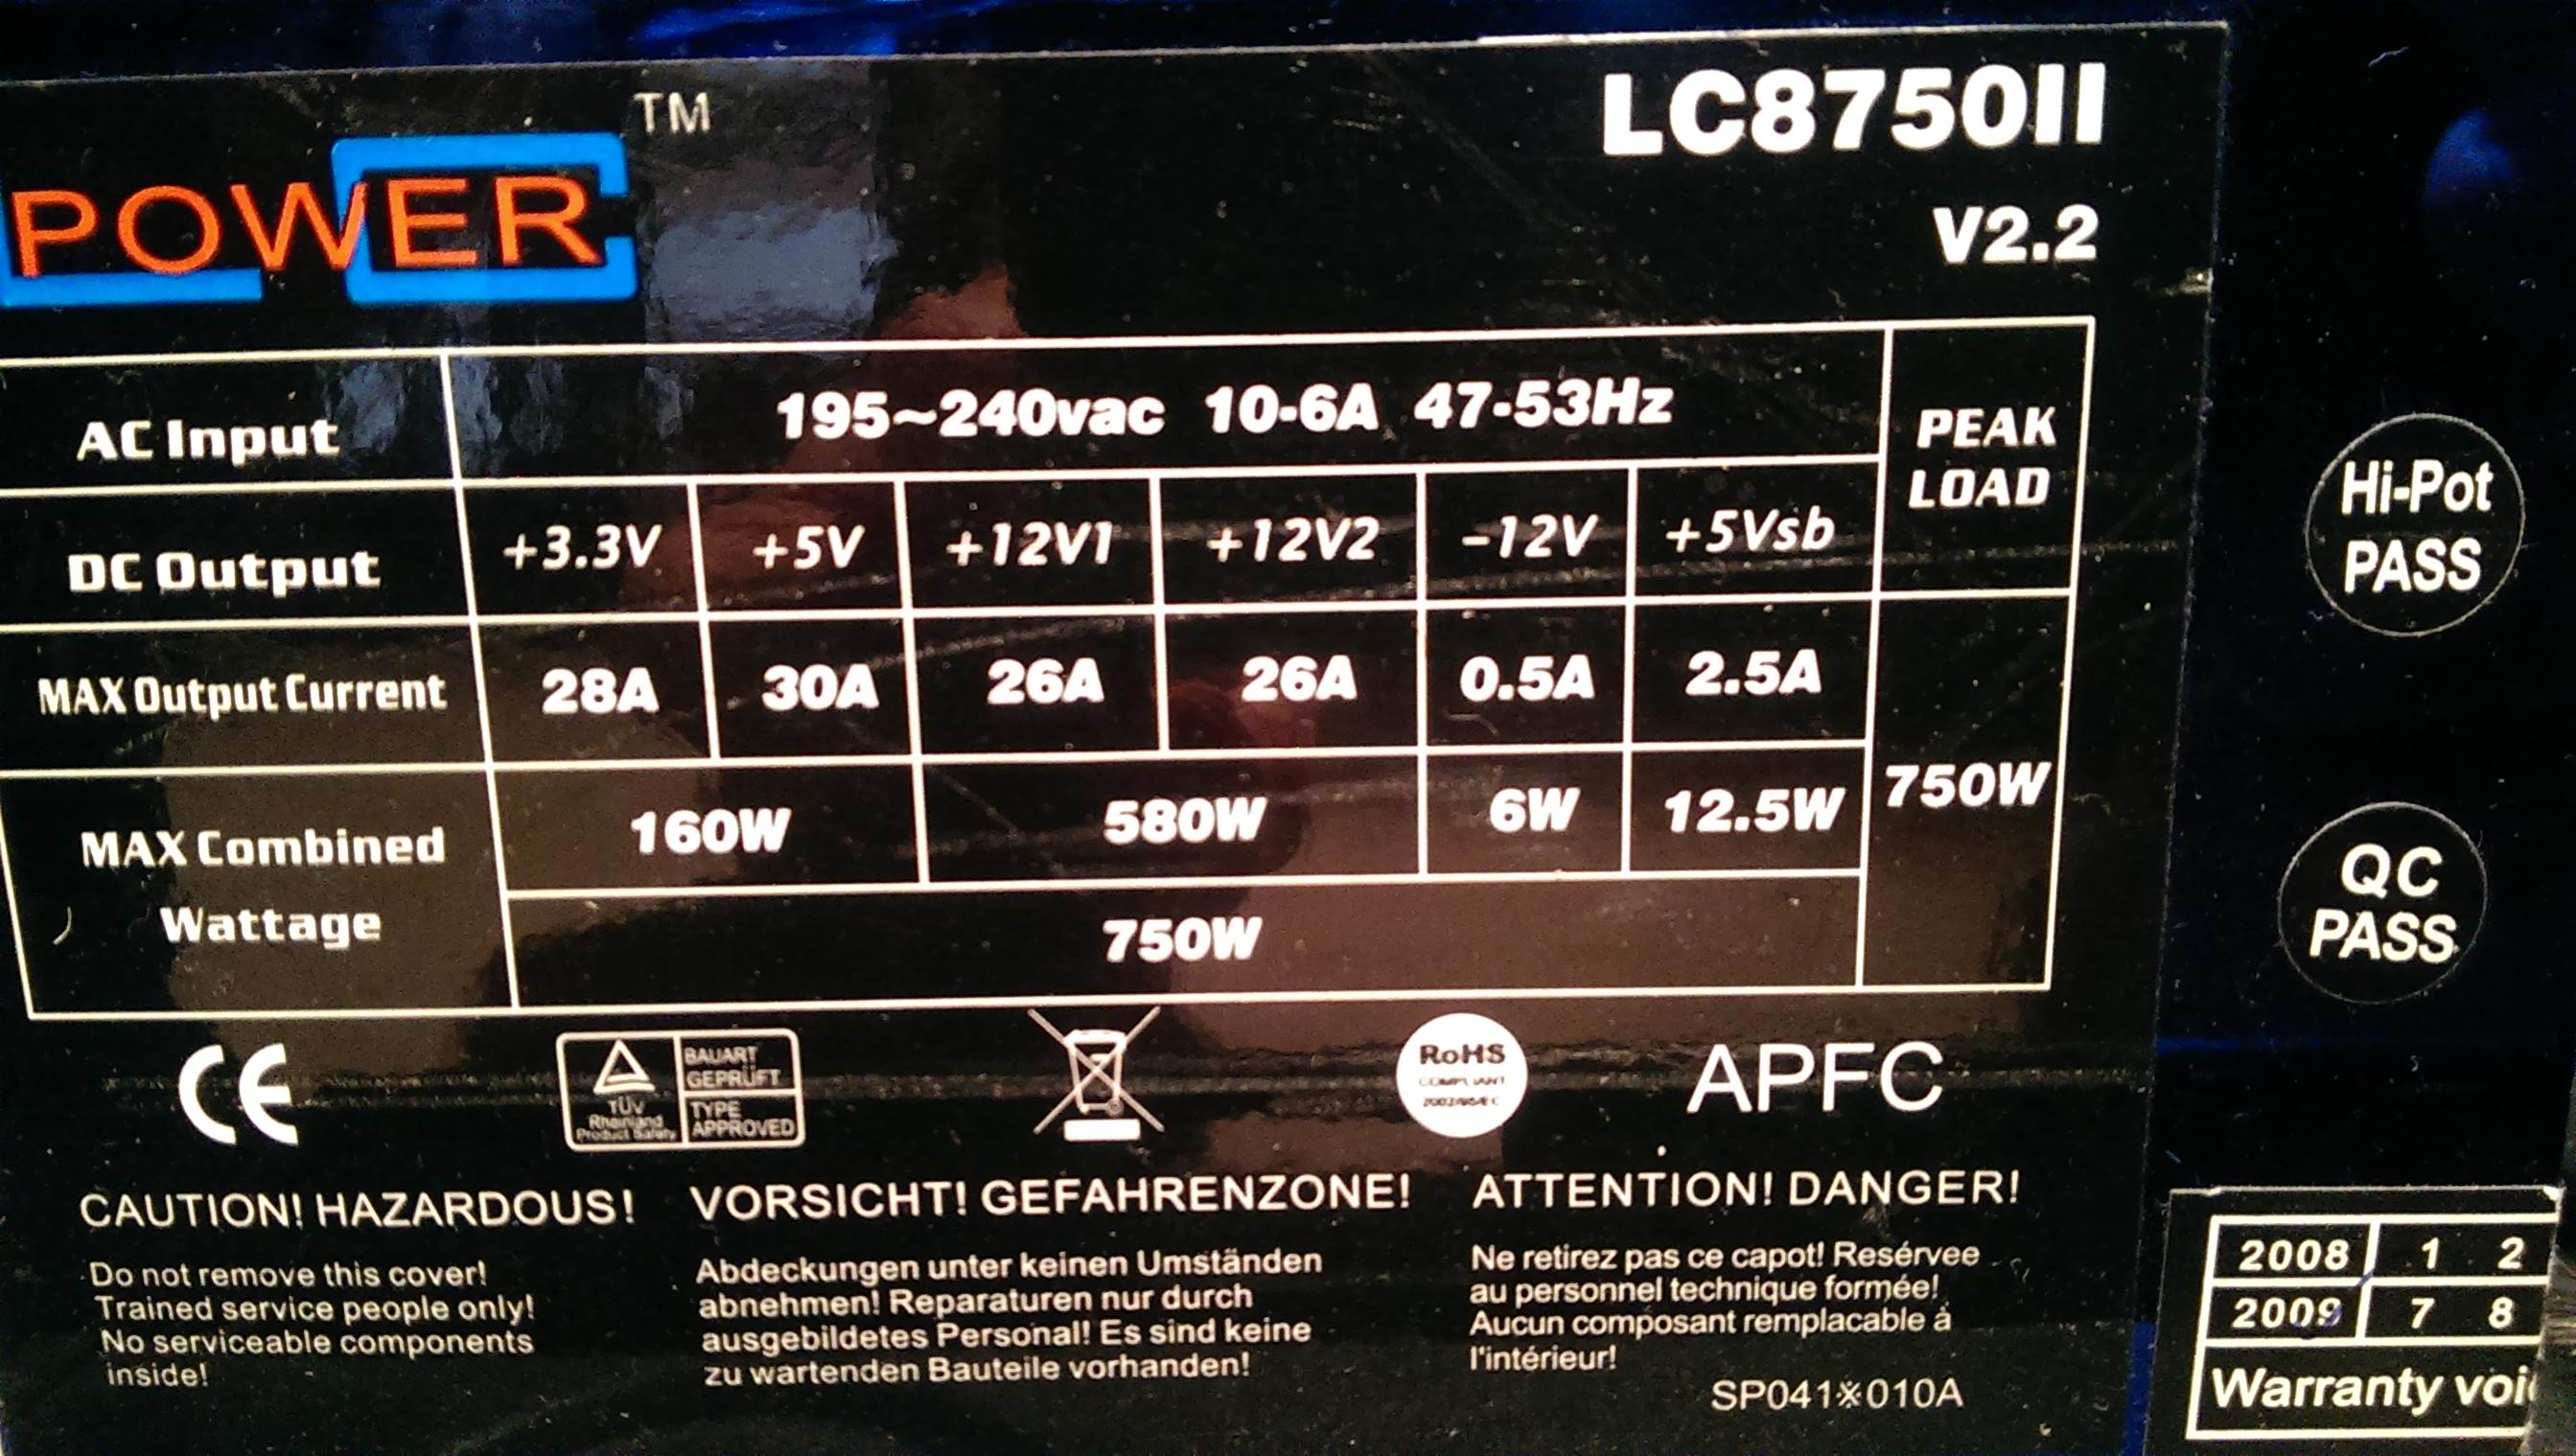 TM
POWER
LC8750II
V2.2
AC Input
195~240vac 10-6A 47-53Hz
PEAK
LOAD
DC Output
+3.3V +5V +12V1 +12V2 -12V +5Vsb
MAX Output Current
28A 30A 26A 26A 0.5A 2.5A
MAX Combined
Wattage
160W 580W 6W 12.5W
750W
750W
Hi-Pot
PASS
QC
PASS
CE
TÜV
Rheinland
Product Safety
BAUART
GEPRÜFT
TYPE
APPROVED
RoHS
COMPLIANT
2002/95/EC
APFC
CAUTION! HAZARDOUS!
Do not remove this cover!
Trained service people only!
No serviceable components
inside!
VORSICHT! GEFAHRENZONE!
Abdeckungen unter keinen Umständen
abnehmen! Reparaturen nur durch
ausgebildetes Personal! Es sind keine
zu wartenden Bauteile vorhanden!
ATTENTION! DANGER!
Ne retirez pas ce capot! Resérvee
au personnel technique formée!
Aucun composant remplacable à
l'intérieur!
SP041※010A
2008 1 2
2009 7 8
Warranty voi